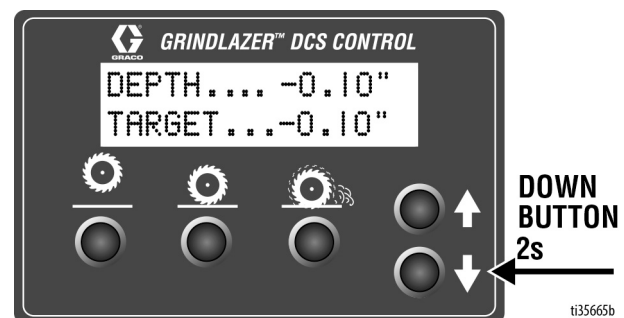 GRACO
GRINDLAZER™ DCS CONTROL
DEPTH.... -0.10"
TARGET...-0.10"
DOWN
BUTTON
2s
ti35665b